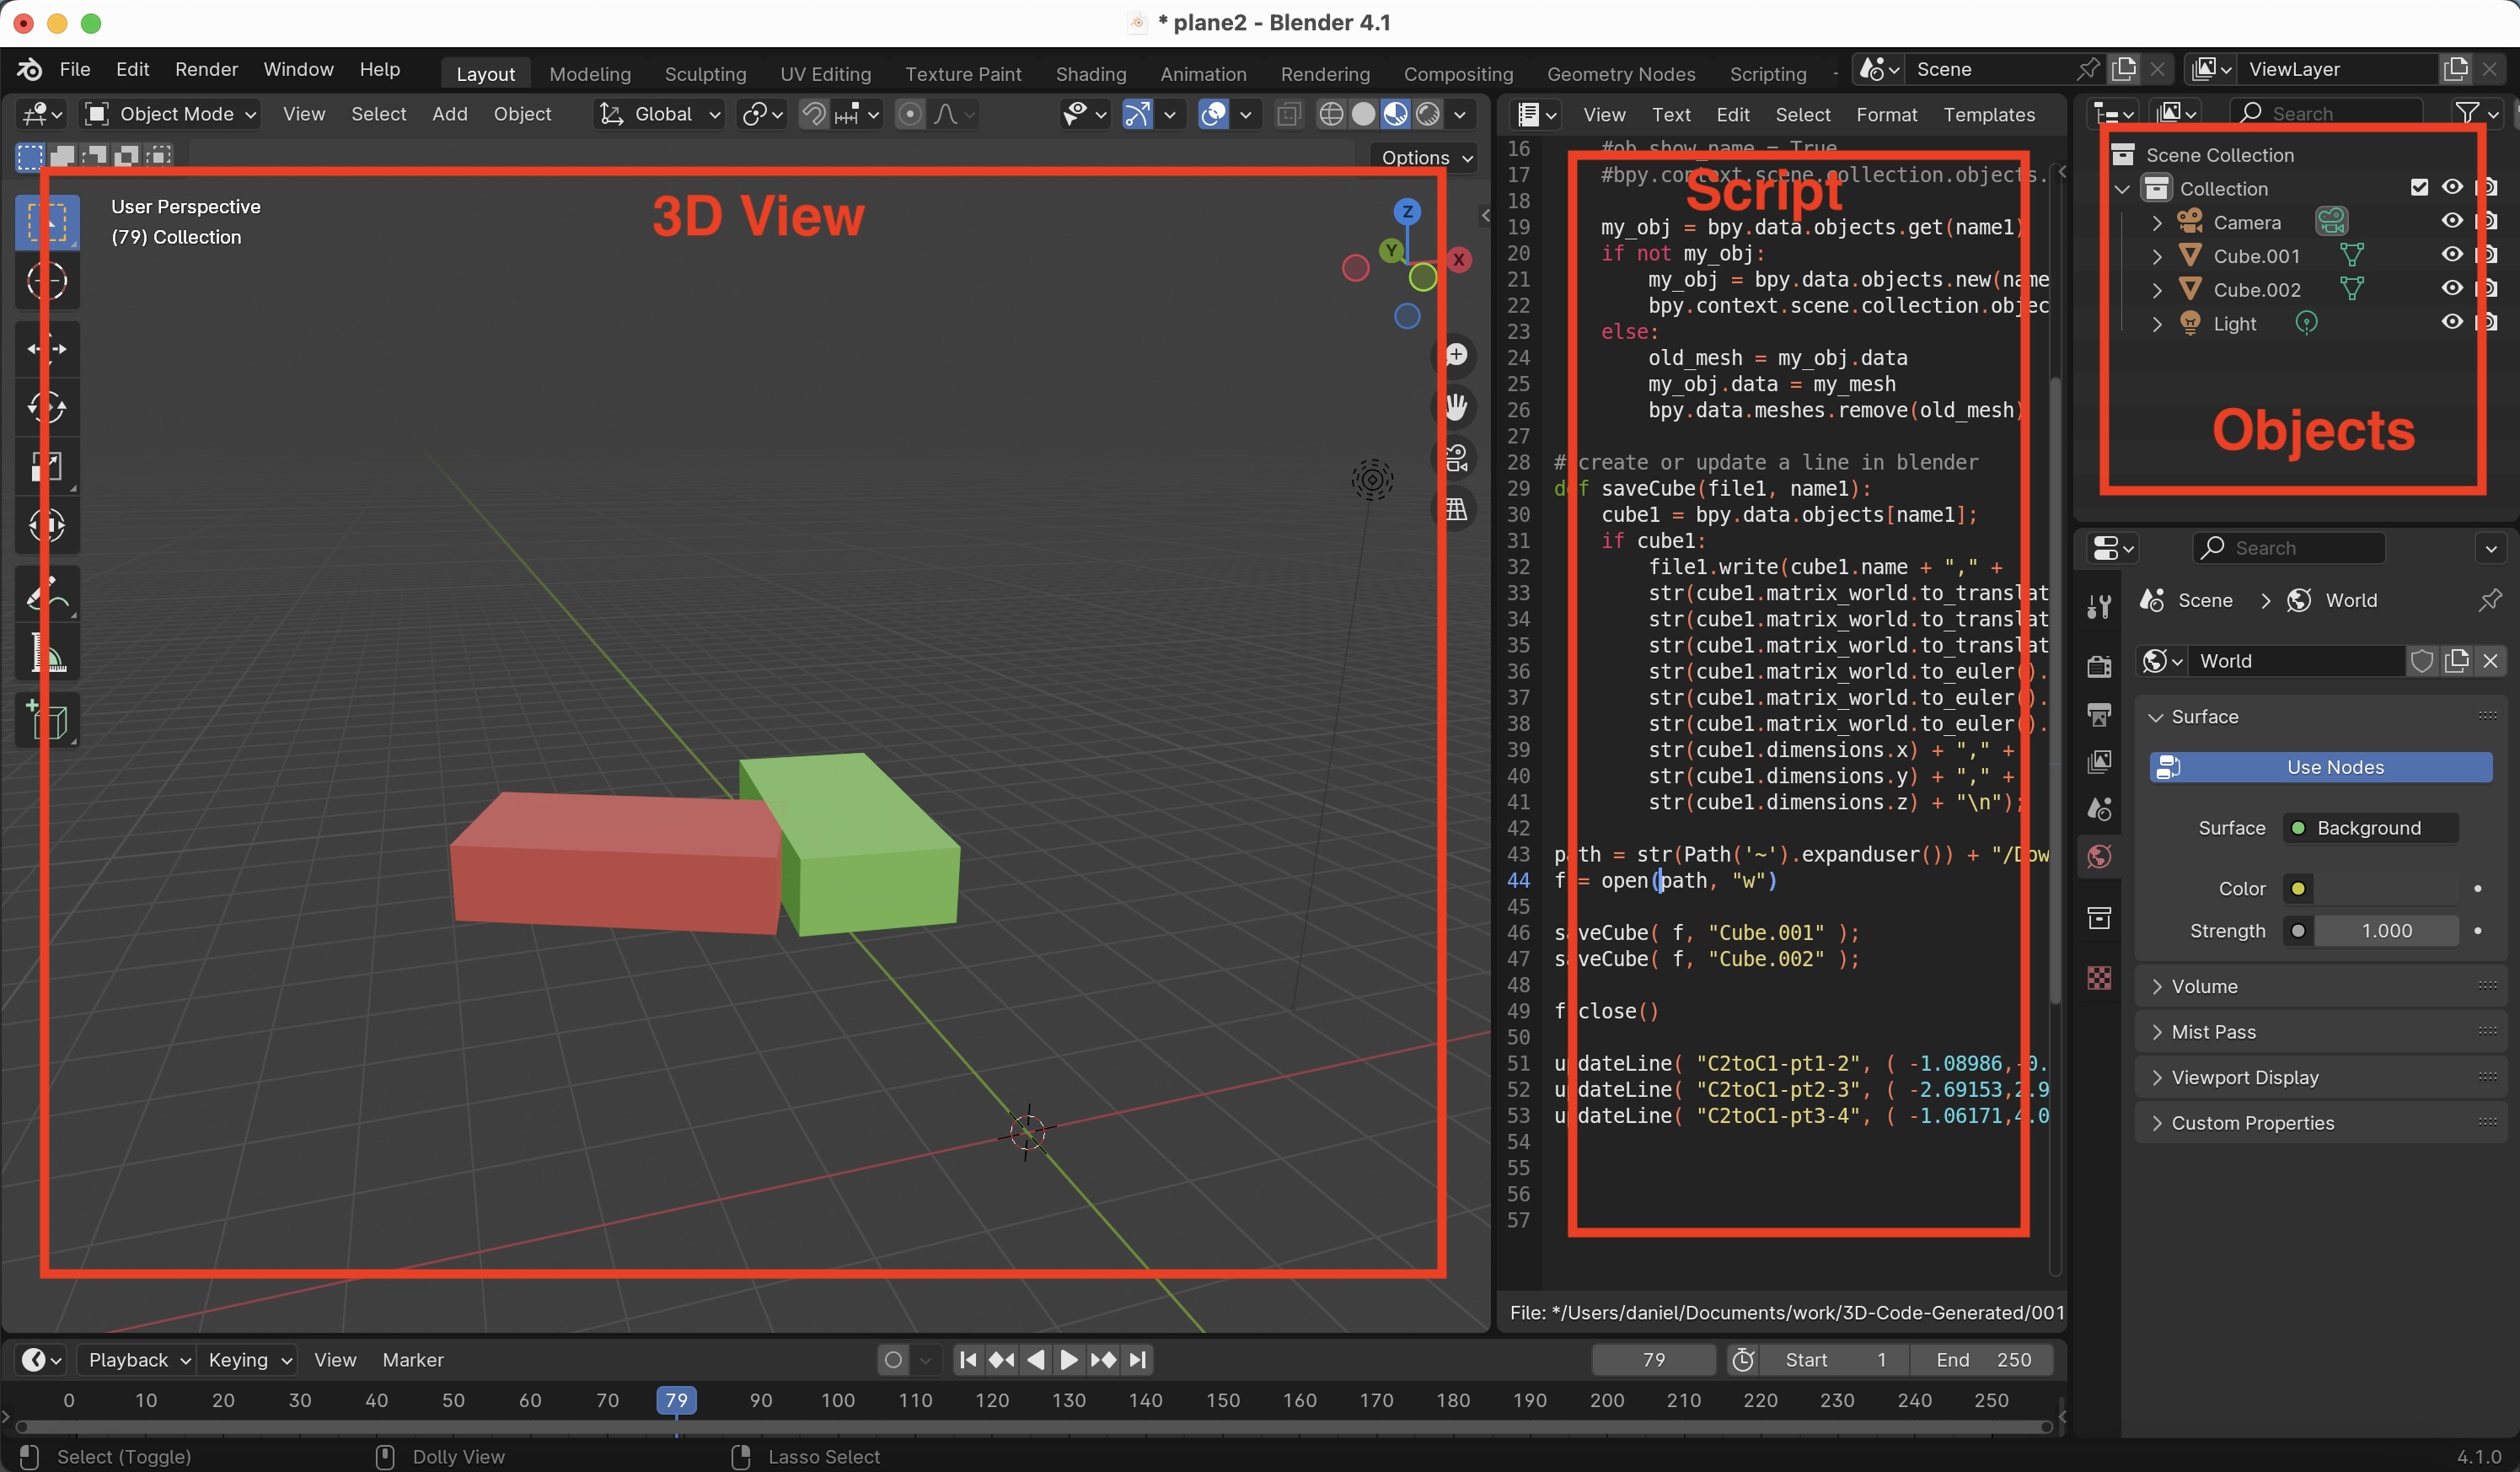 * plane2 - Blender 4.1
File Edit Render Window Help Layout Modeling Sculpting UV Editing Texture Paint Shading Animation Rendering Compositing Geometry Nodes Scripting Scene ViewLayer
Object Mode View Select Add Object Global
Options
3D View
User Perspective
(79) Collection
Z
Y
X
View Text Edit Select Format Templates
Script
16 #ob.show_name = True
17 #bpy.context.scene.collection.objects.
18
19 my_obj = bpy.data.objects.get(name1)
20 if not my_obj:
21 my_obj = bpy.data.objects.new(name
22 bpy.context.scene.collection.objec
23 else:
24 old_mesh = my_obj.data
25 my_obj.data = my_mesh
26 bpy.data.meshes.remove(old_mesh)
27
28 # create or update a line in blender
29 def saveCube(file1, name1):
30 cube1 = bpy.data.objects[name1];
31 if cube1:
32 file1.write(cube1.name + "," +
33 str(cube1.matrix_world.to_translat
34 str(cube1.matrix_world.to_translat
35 str(cube1.matrix_world.to_translat
36 str(cube1.matrix_world.to_euler().
37 str(cube1.matrix_world.to_euler().
38 str(cube1.matrix_world.to_euler().
39 str(cube1.dimensions.x) + "," +
40 str(cube1.dimensions.y) + "," +
41 str(cube1.dimensions.z) + "\n");
42
43 path = str(Path('~').expanduser()) + "/Dow
44 f = open(path, "w")
45
46 saveCube( f, "Cube.001" );
47 saveCube( f, "Cube.002" );
48
49 f.close()
50
51 updateLine( "C2toC1-pt1-2", ( -1.08986,-0.
52 updateLine( "C2toC1-pt2-3", ( -2.69153,2.9
53 updateLine( "C2toC1-pt3-4", ( -1.06171,4.0
54
55
56
57
File: */Users/daniel/Documents/work/3D-Code-Generated/001
Search
Scene Collection
Collection
Camera
Cube.001
Cube.002
Light
Objects
Search
Scene > World
World
Surface
Use Nodes
Surface Background
Color
Strength 1.000
Volume
Mist Pass
Viewport Display
Custom Properties
Playback Keying View Marker 79 Start 1 End 250
0 10 20 30 40 50 60 70 79 90 100 110 120 130 140 150 160 170 180 190 200 210 220 230 240 250
Select (Toggle) Dolly View Lasso Select 4.1.0